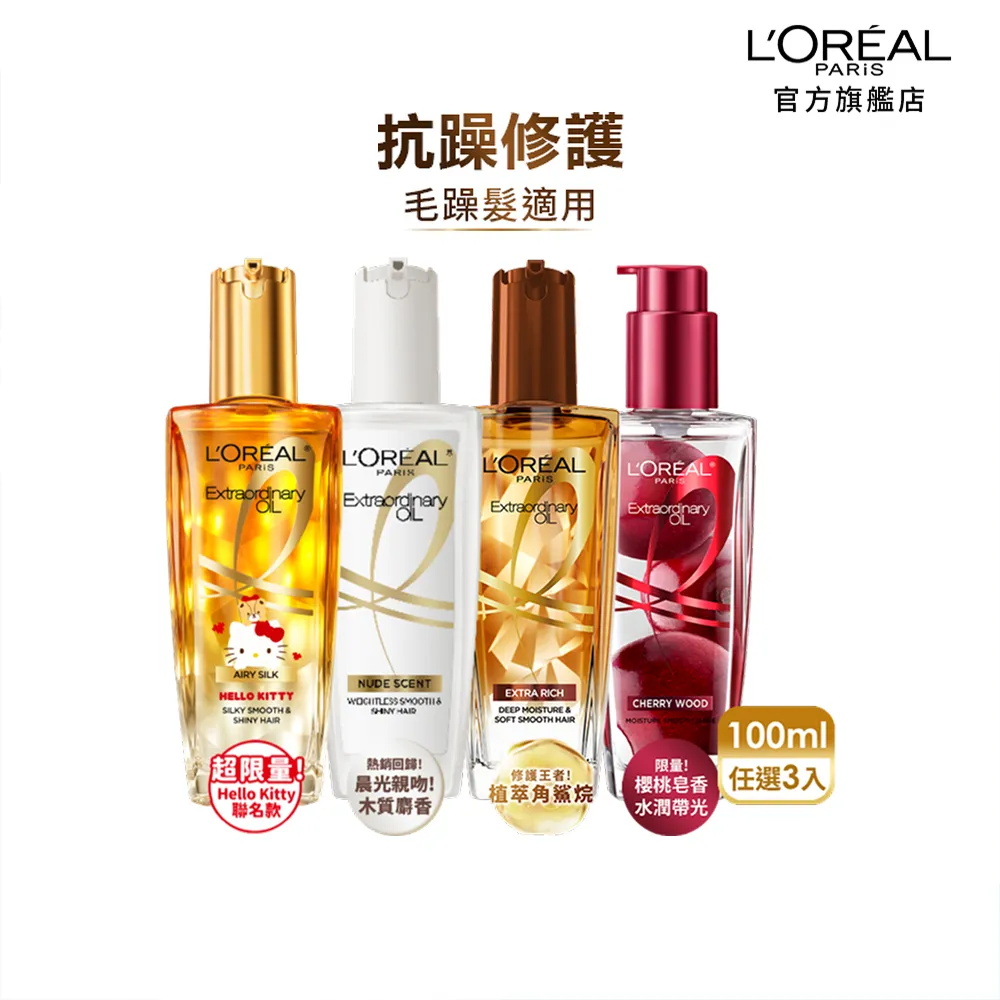 L'ORÉAL
PARiS
官方旗艦店
抗躁修護
毛躁髮適用
L'ORÉAL
PARiS
Extraordinary
OiL
AIRY SILK
HELLO KITTY
SILKY SMOOTH &
SHINY HAIR
超限量!
Hello Kitty
聯名款
L'ORÉAL
PARIS
Extraordinary
OiL
NUDE SCENT
WEIGHTLESS SMOOTH &
SHINY HAIR
熱銷回歸!
晨光親吻!
木質麝香
L'ORÉAL
PARIS
Extraordinary
OiL
EXTRA RICH
DEEP MOISTURE &
SOFT SMOOTH HAIR
修護王者!
植萃角鯊烷
L'ORÉAL
PARIS
Extraordinary
OiL
CHERRY WOOD
限量!
櫻桃皂香
水潤帶光
100ml
任選3入